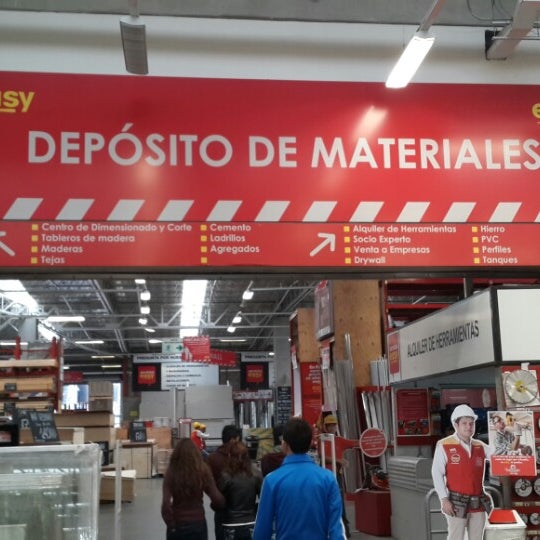 easy
DEPÓSITO DE MATERIALES
Centro de Dimensionado y Corte
Tableros de madera
Maderas
Tejas
Cemento
Ladrillos
Agregados
Alquiler de Herramientas
Socio Experto
Venta a Empresas
Drywall
Hierro
PVC
Perfiles
Tanques
ALQUILER DE HERRAMIENTAS